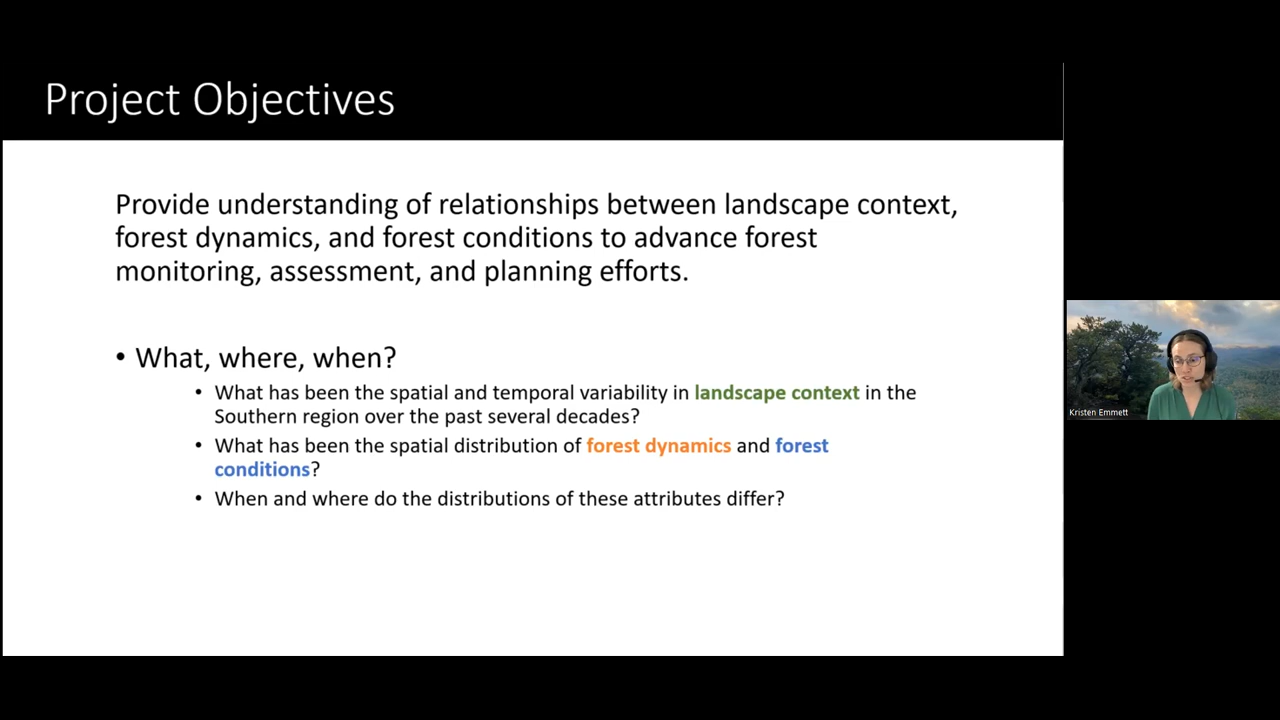 Project Objectives
Provide understanding of relationships between landscape context,
forest dynamics, and forest conditions to advance forest
monitoring, assessment, and planning efforts.
• What, where, when?
• What has been the spatial and temporal variability in landscape context in the
Southern region over the past several decades?
• What has been the spatial distribution of forest dynamics and forest
conditions?
• When and where do the distributions of these attributes differ?
Kristen Emmett